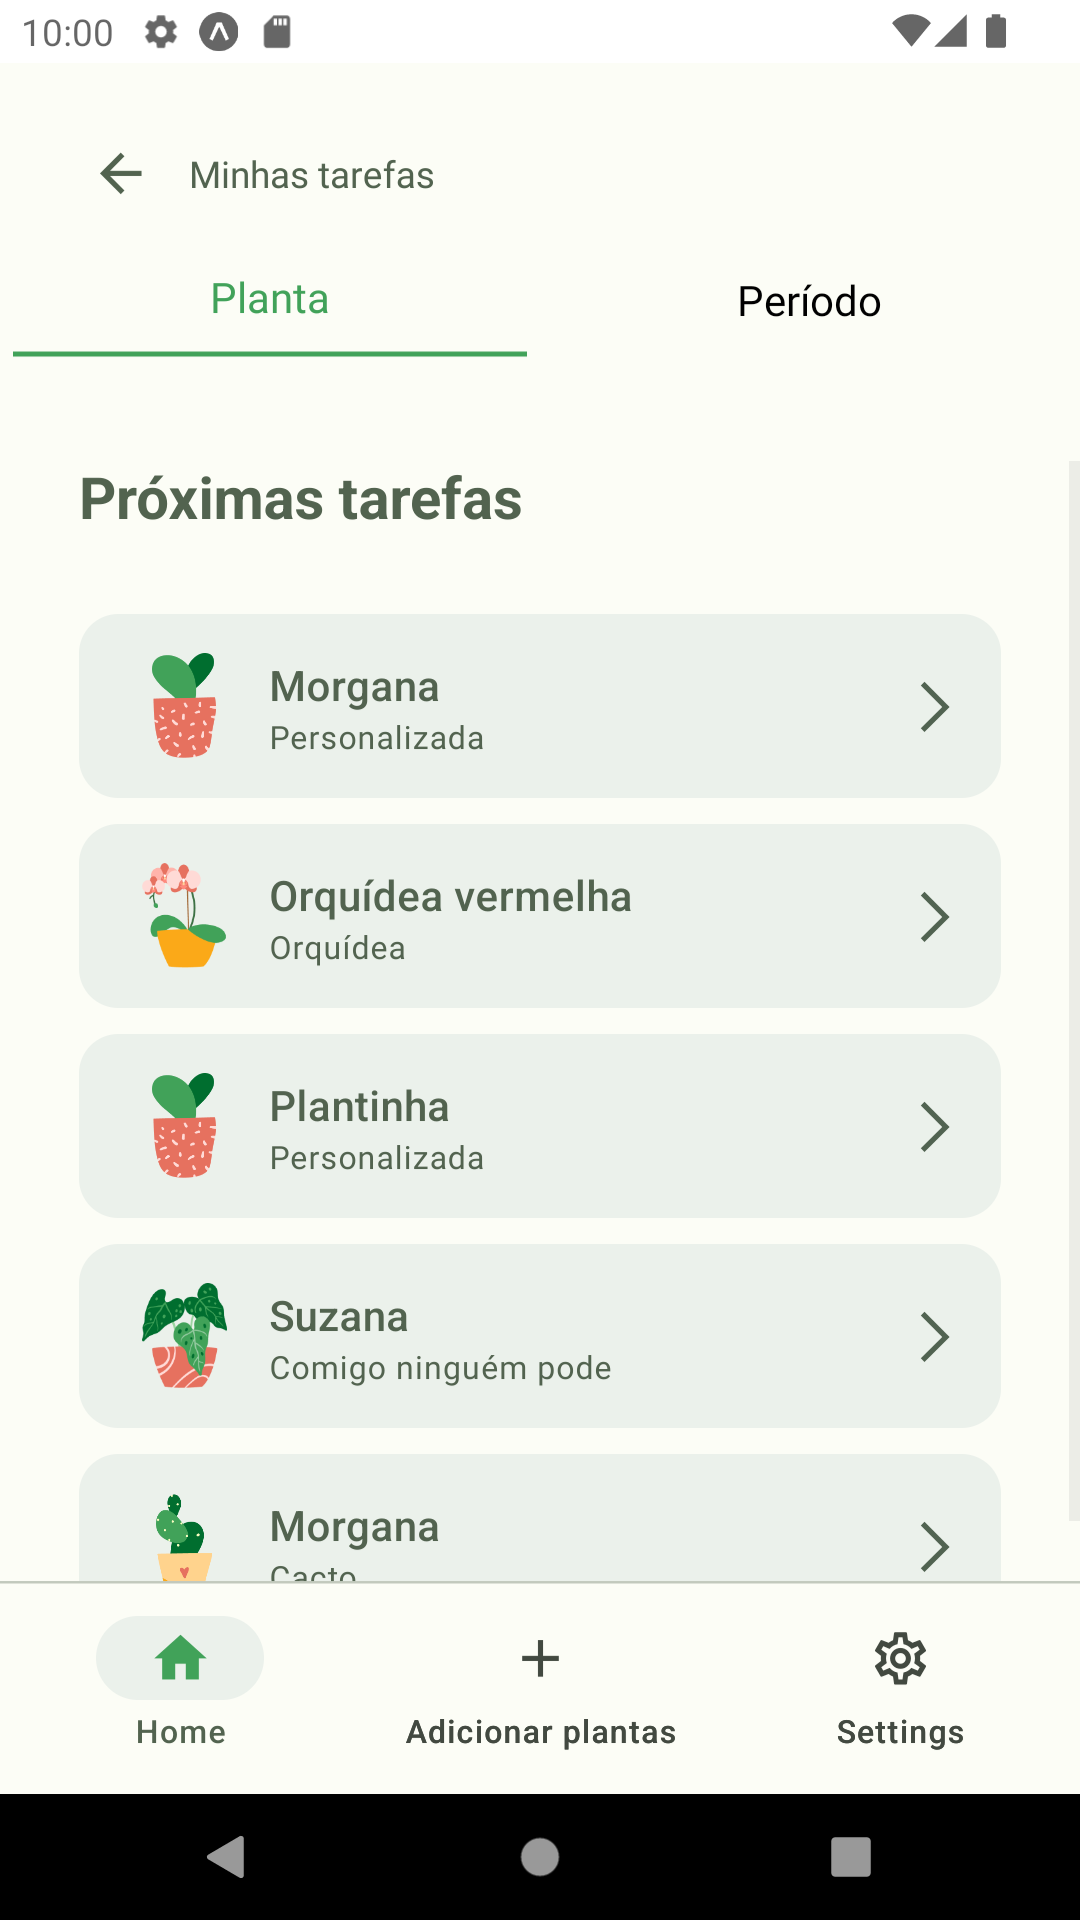 10:00
Minhas tarefas
Planta
Período
Próximas tarefas
Morgana
Personalizada
Orquídea vermelha
Orquídea
Plantinha
Personalizada
Suzana
Comigo ninguém pode
Morgana
Cacto
Home
Adicionar plantas
Settings